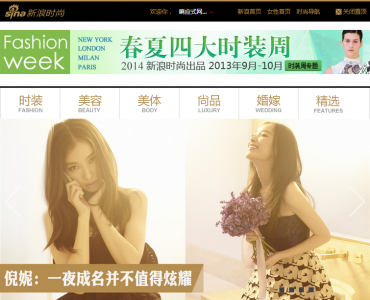 sina 新浪时尚
欢迎您， 响应式网... 新浪首页 女性首页 时尚导航 关闭置顶
Fashion week
NEW YORK
LONDON
MILAN
PARIS
春夏四大时装周
2014 新浪时尚出品 2013年9月-10月 时装周专题
时装 美容 美体 尚品 婚嫁 精选
FASHION BEAUTY BODY LUXURY WEDDING FEATURES
倪妮：一夜成名并不值得炫耀